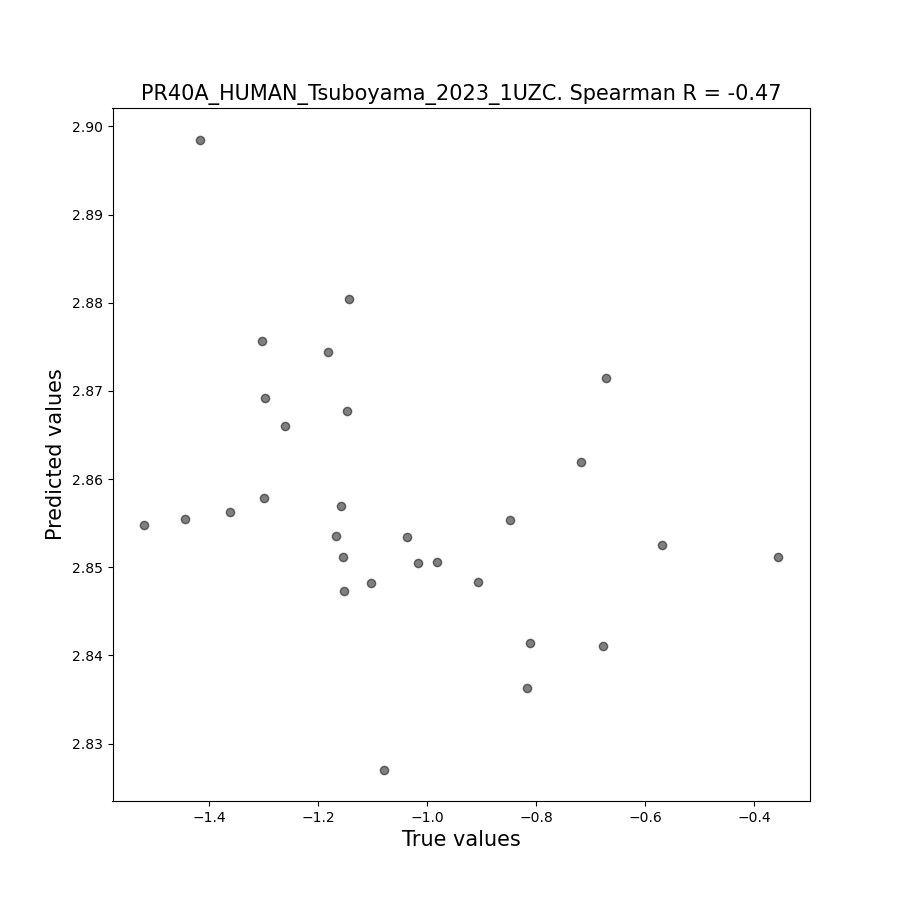 PR40A_HUMAN_Tsuboyama_2023_1UZC. Spearman R = -0.47
2.90
2.89
2.88
2.87
2.86
2.85
2.84
2.83
Predicted values
−1.4 −1.2 −1.0 −0.8 −0.6 −0.4
True values